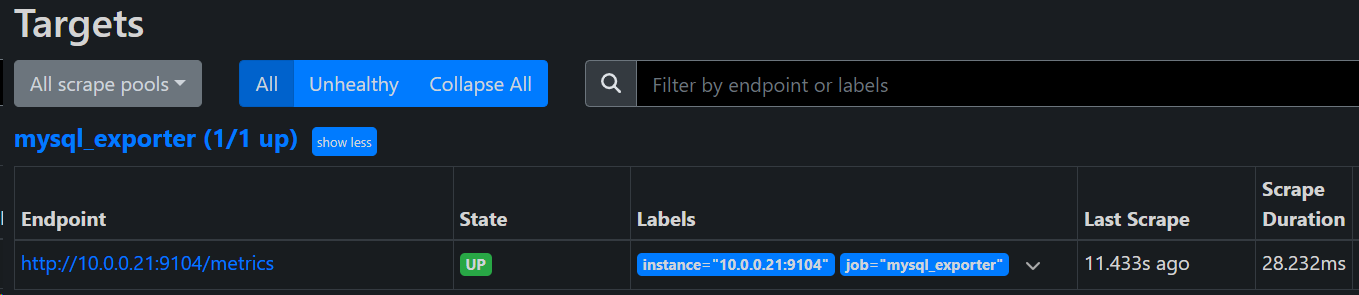 Targets
All scrape pools All Unhealthy Collapse All Filter by endpoint or labels
mysql_exporter (1/1 up) show less
Endpoint State Labels Last Scrape Scrape Duration
http://10.0.0.21:9104/metrics UP instance="10.0.0.21:9104" job="mysql_exporter" 11.433s ago 28.232ms